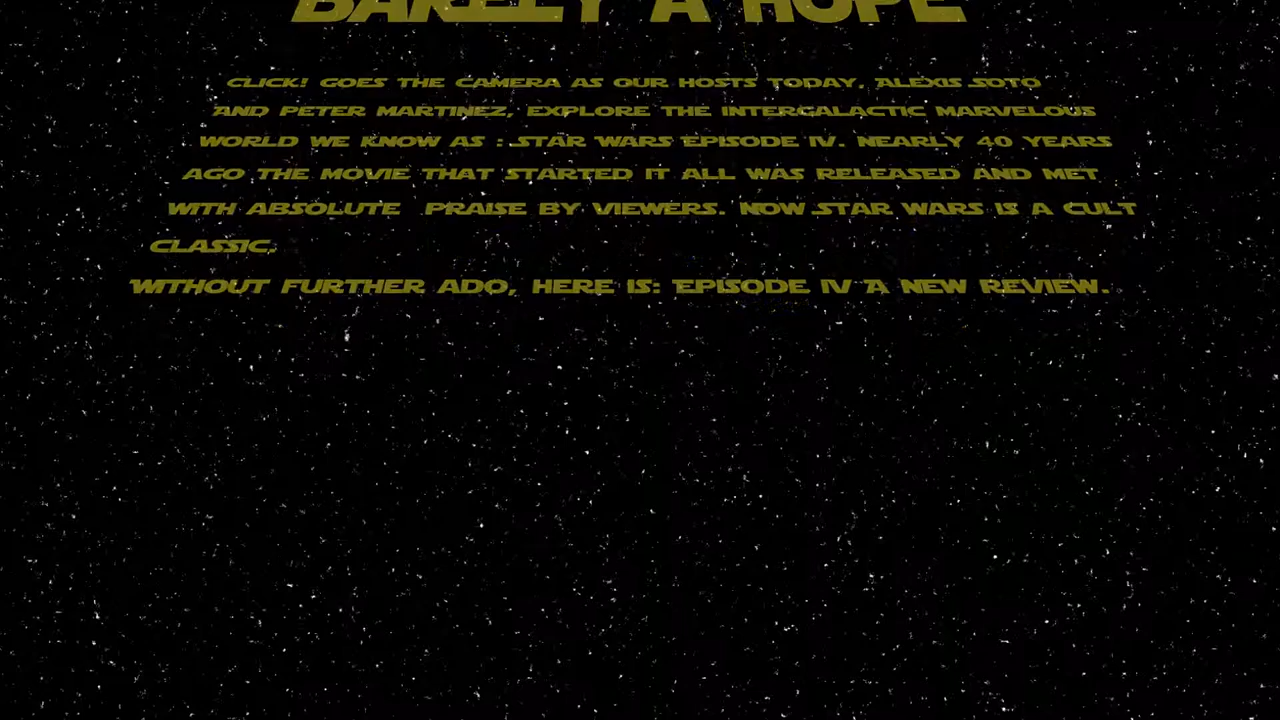 BARELY A HOPE
CLICK! GOES THE CAMERA AS OUR HOSTS TODAY, ALEXIS SOTO
AND PETER MARTINEZ, EXPLORE THE INTERGALACTIC MARVELOUS
WORLD WE KNOW AS : STAR WARS EPISODE IV. NEARLY 40 YEARS
AGO THE MOVIE THAT STARTED IT ALL WAS RELEASED AND MET
WITH ABSOLUTE PRAISE BY VIEWERS. NOW STAR WARS IS A CULT
CLASSIC.
WITHOUT FURTHER ADO, HERE IS: EPISODE IV A NEW REVIEW.